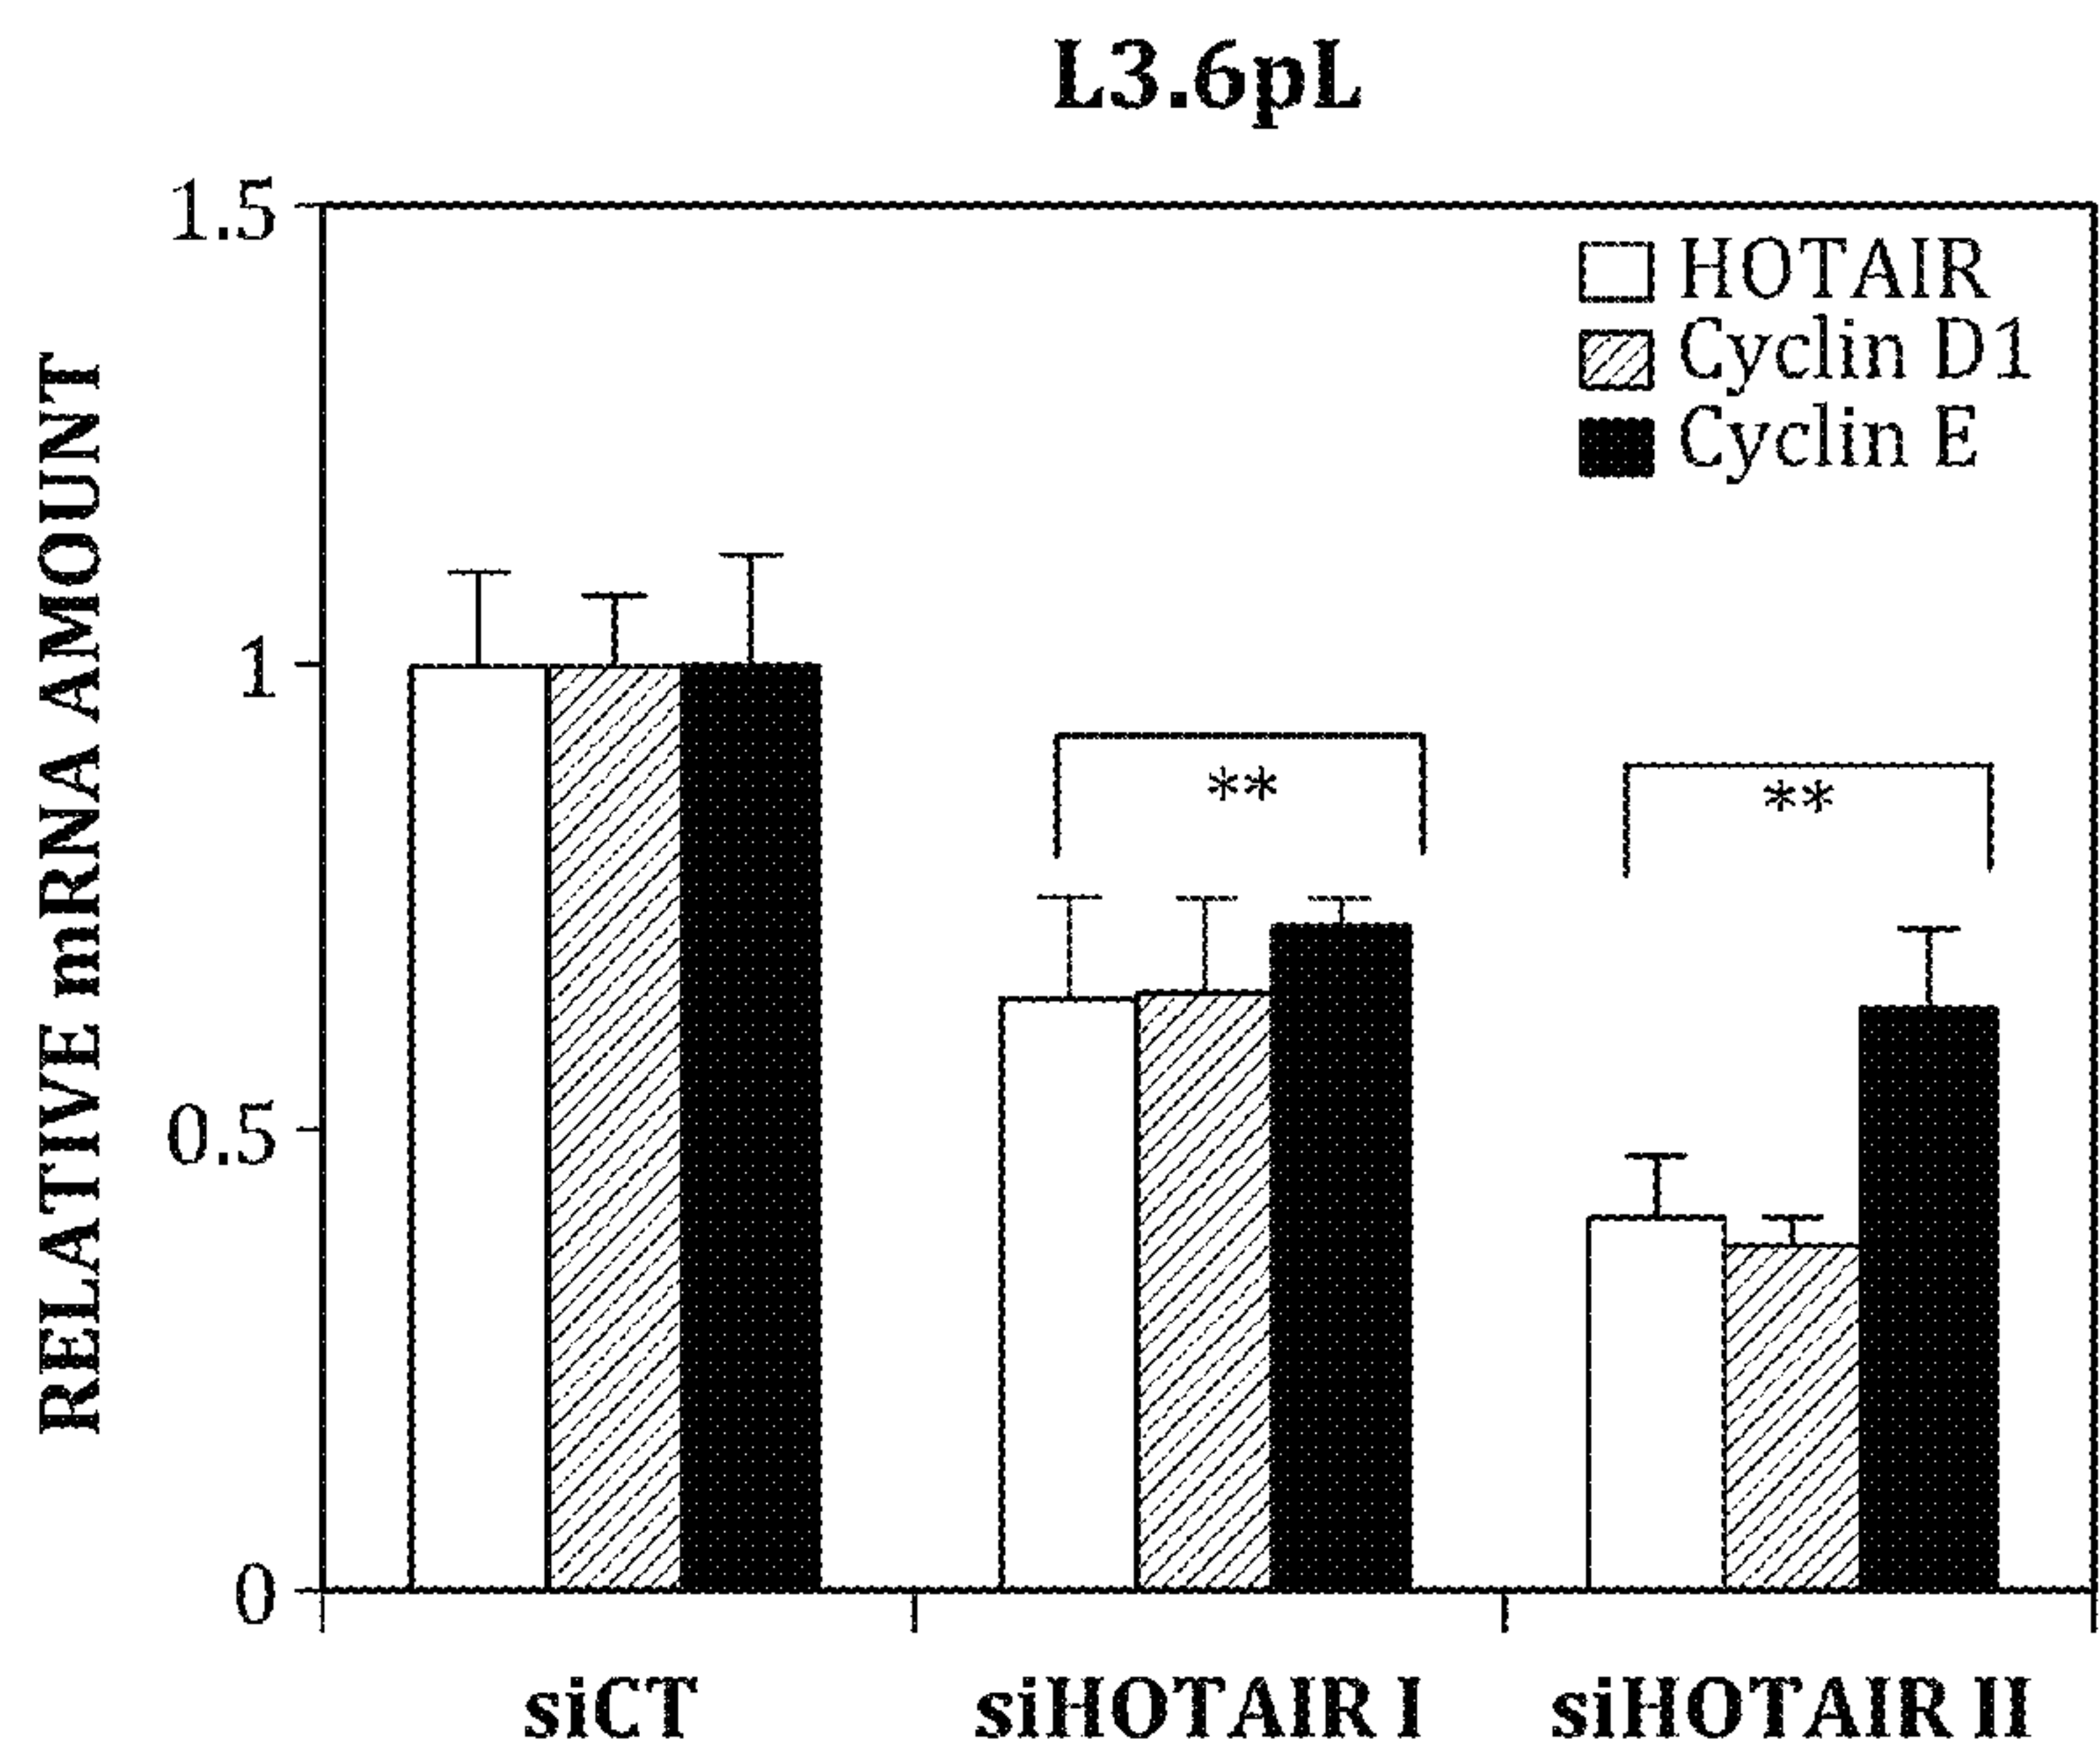 L3.6pL
1.5
1
0.5
0
RELATIVE mRNA AMOUNT
HOTAIR
Cyclin D1
Cyclin E
**
**
siCT
siHOTAIR I
siHOTAIR II